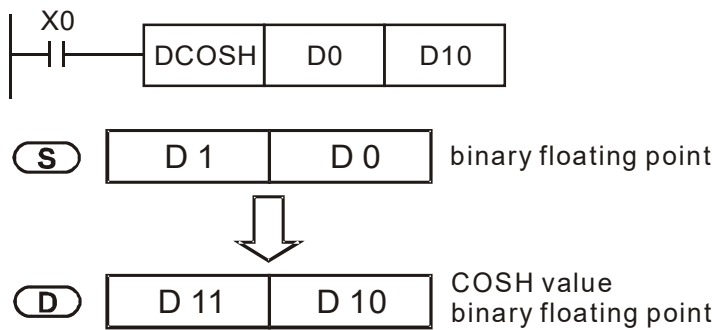 X0
DCOSH D0 D10
S D 1 D 0 binary floating point
D D 11 D 10 COSH value
binary floating point